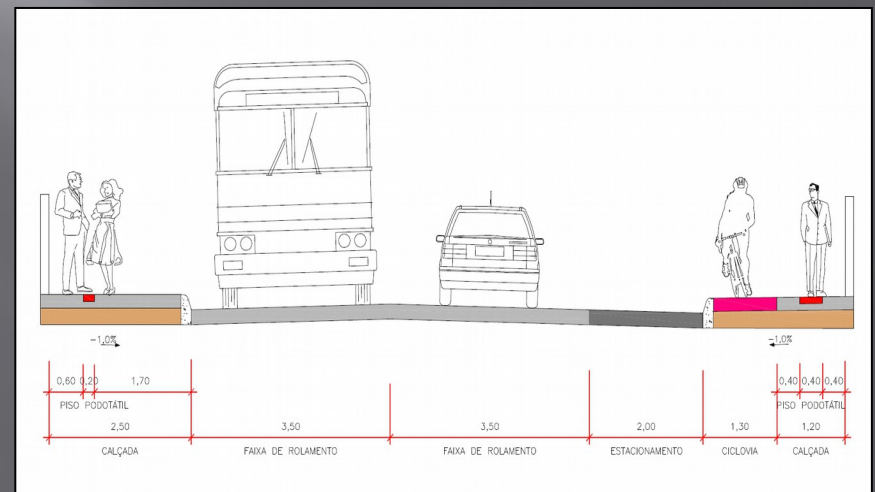 -1,0%
-1,0%
0,60 0,20 1,70
0,40 0,40 0,40
PISO PODOTÁTIL
PISO PODOTÁTIL
2,50 3,50 3,50 2,00 1,30 1,20
CALÇADA FAIXA DE ROLAMENTO FAIXA DE ROLAMENTO ESTACIONAMENTO CICLOVIA CALÇADA